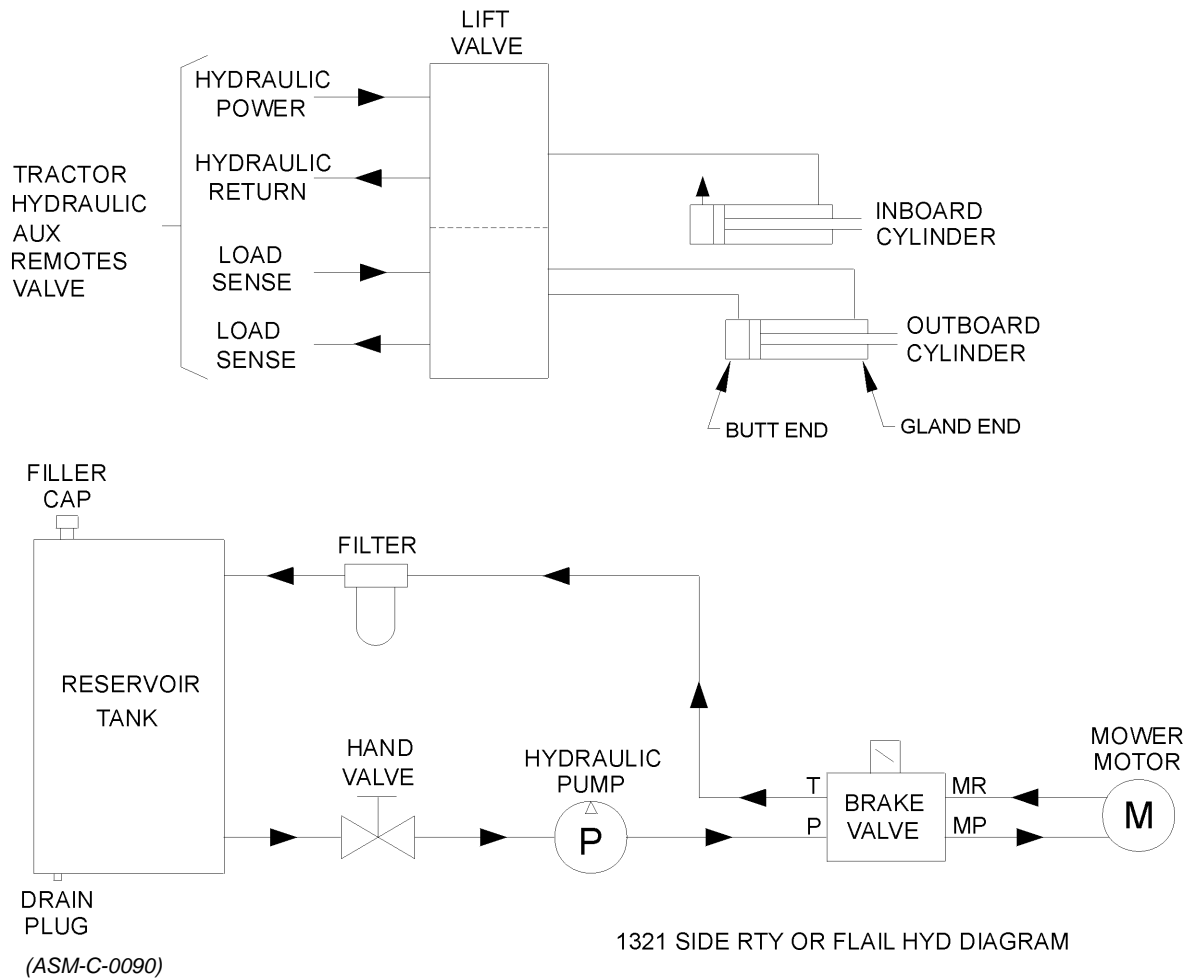 LIFT
VALVE
TRACTOR
HYDRAULIC
AUX
REMOTES
VALVE
HYDRAULIC
POWER
HYDRAULIC
RETURN
LOAD
SENSE
LOAD
SENSE
INBOARD
CYLINDER
OUTBOARD
CYLINDER
BUTT END
GLAND END
FILLER
CAP
FILTER
RESERVOIR
TANK
HAND
VALVE
HYDRAULIC
PUMP
P
T
P
BRAKE
VALVE
MR
MP
MOWER
MOTOR
M
DRAIN
PLUG
1321 SIDE RTY OR FLAIL HYD DIAGRAM
(ASM-C-0090)